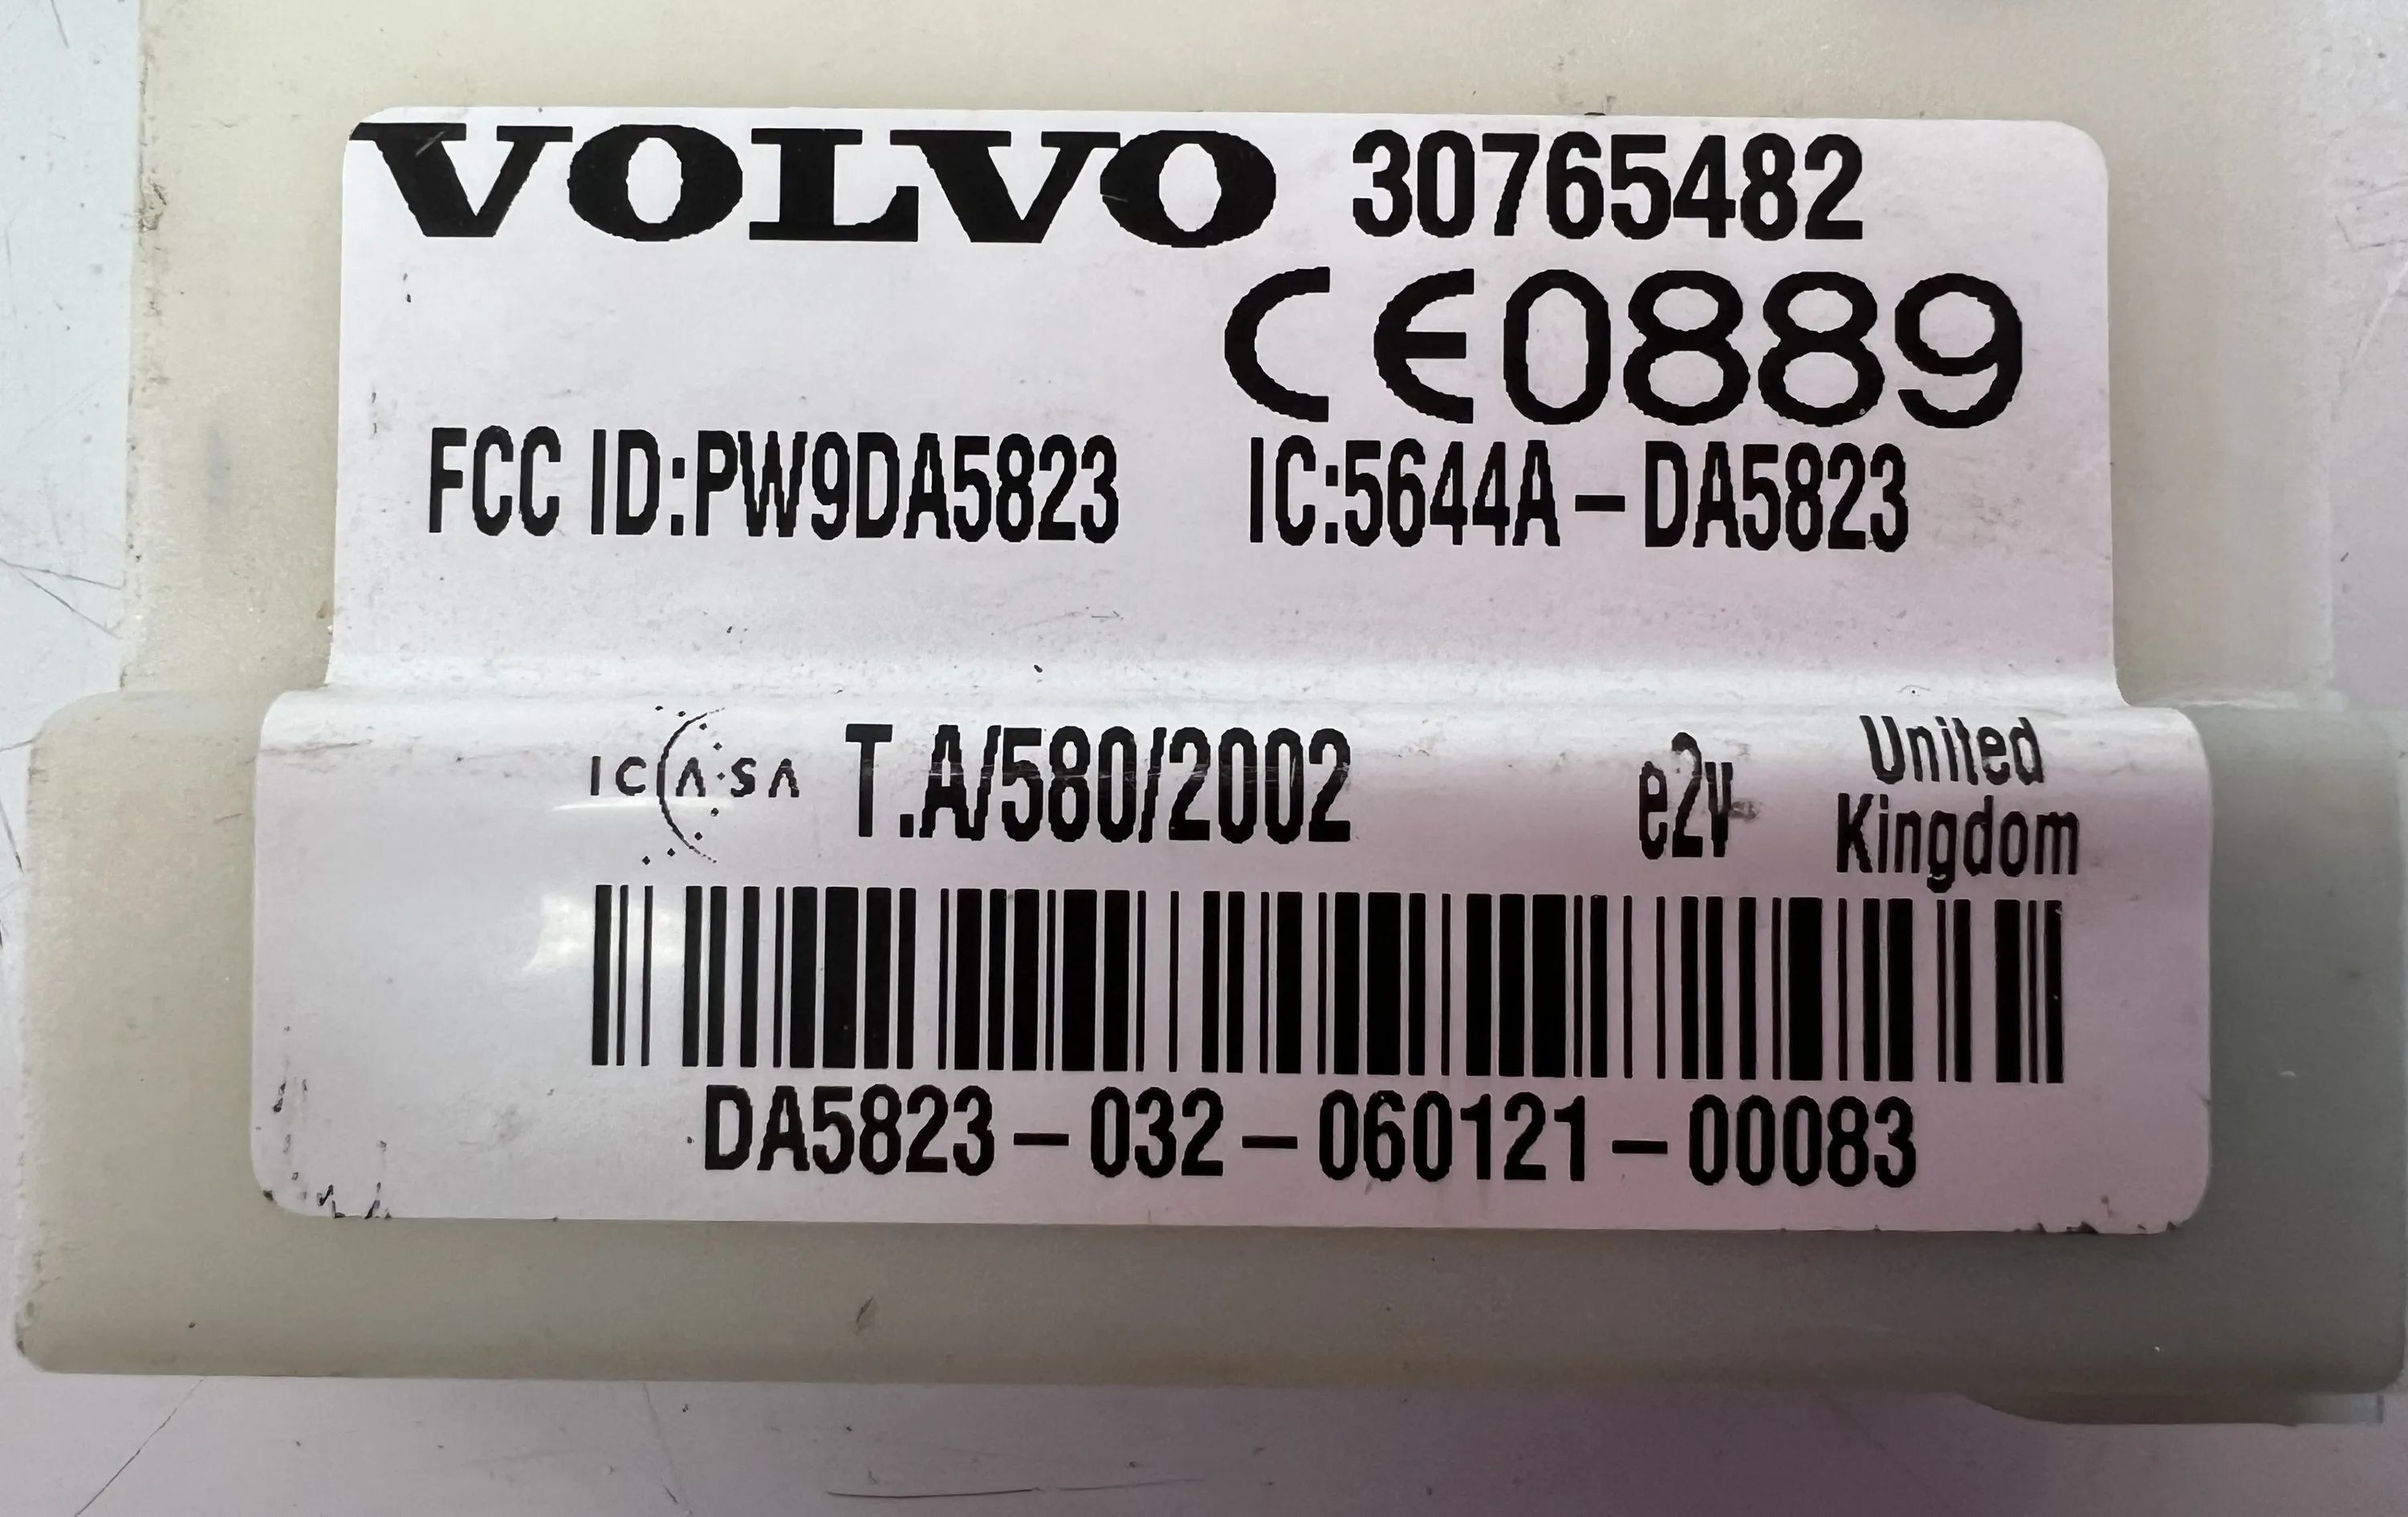 VOLVO 30765482
CE0889
FCC ID:PW9DA5823 IC:5644A-DA5823
ICASA T.A/580/2002 e2v United
Kingdom
DA5823-032-060121-00083